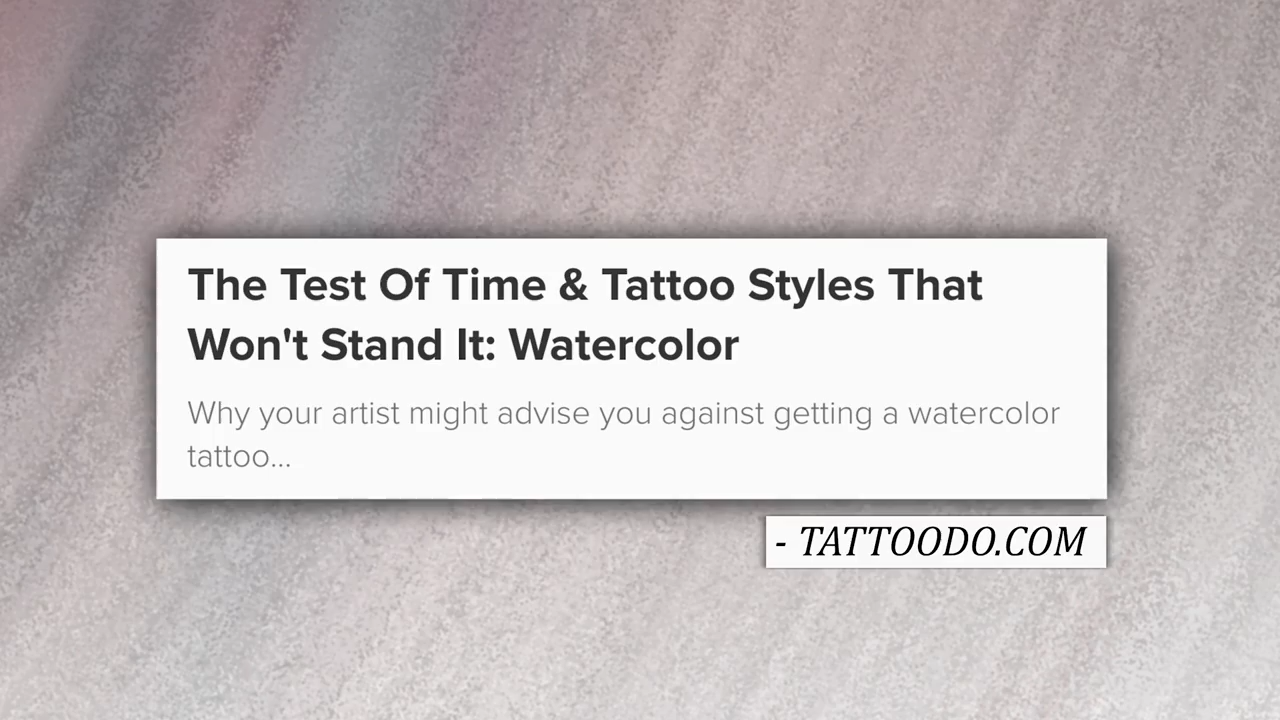 The Test Of Time & Tattoo Styles That
Won't Stand It: Watercolor
Why your artist might advise you against getting a watercolor
tattoo...
- TATTOODO.COM